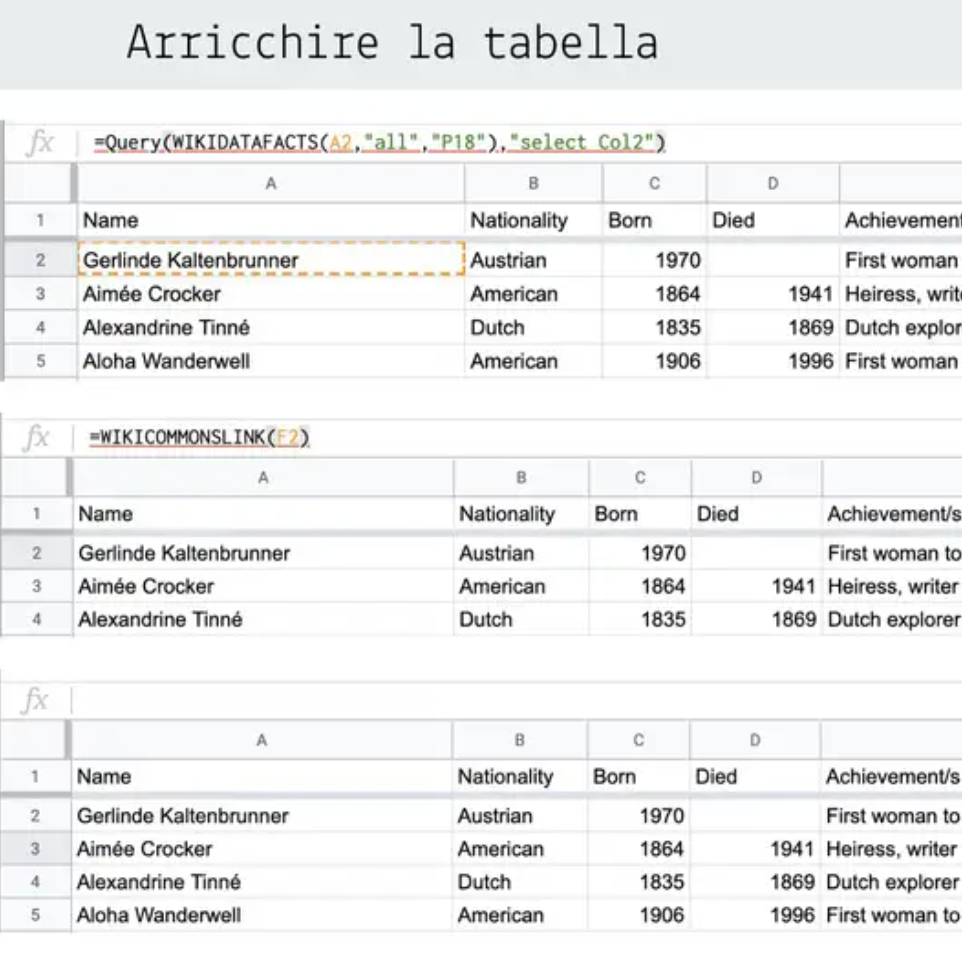 Arricchire la tabella
fx =Query(WIKIDATAFACTS(A2,"all","P18"),"select Col2")
A B C D
1 Name Nationality Born Died Achievement
2 Gerlinde Kaltenbrunner Austrian 1970 First woman
3 Aimée Crocker American 1864 1941 Heiress, write
4 Alexandrine Tinné Dutch 1835 1869 Dutch explor
5 Aloha Wanderwell American 1906 1996 First woman
fx =WIKICOMMONSLINK(F2)
A B C D
1 Name Nationality Born Died Achievement/s
2 Gerlinde Kaltenbrunner Austrian 1970 First woman to
3 Aimée Crocker American 1864 1941 Heiress, writer
4 Alexandrine Tinné Dutch 1835 1869 Dutch explorer
fx
A B C D
1 Name Nationality Born Died Achievement/s
2 Gerlinde Kaltenbrunner Austrian 1970 First woman to
3 Aimée Crocker American 1864 1941 Heiress, writer
4 Alexandrine Tinné Dutch 1835 1869 Dutch explorer
5 Aloha Wanderwell American 1906 1996 First woman to